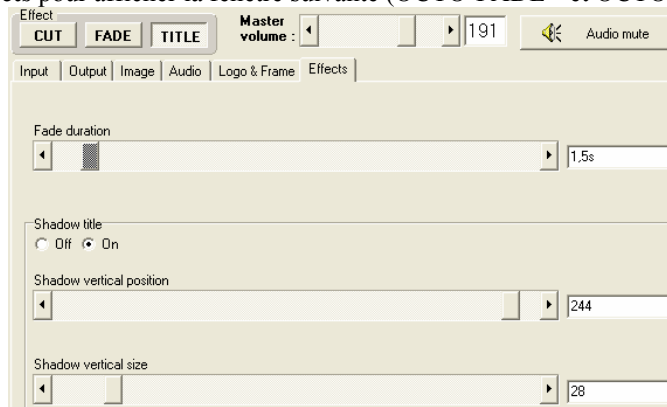 Effect
CUT FADE TITLE Master volume : 191 Audio mute
Input Output Image Audio Logo & Frame Effects
Fade duration
1,5s
Shadow title
Off On
Shadow vertical position
244
Shadow vertical size
28